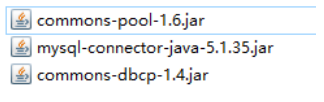 commons-pool-1.6.jar
mysql-connector-java-5.1.35.jar
commons-dbcp-1.4.jar